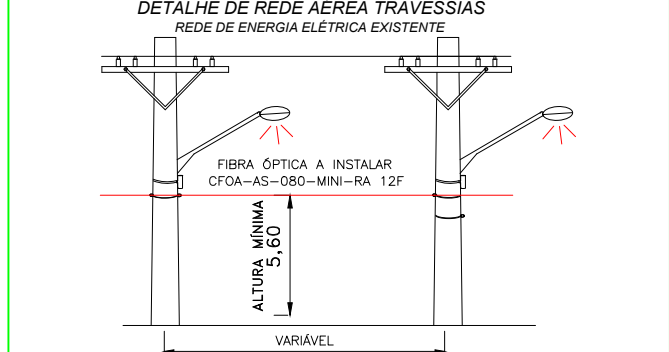 DETALHE DE REDE AÉREA TRAVESSIAS
REDE DE ENERGIA ELÉTRICA EXISTENTE
FIBRA ÓPTICA A INSTALAR
CFOA-AS-080-MINI-RA 12F
ALTURA MÍNIMA
5,60
VARIÁVEL